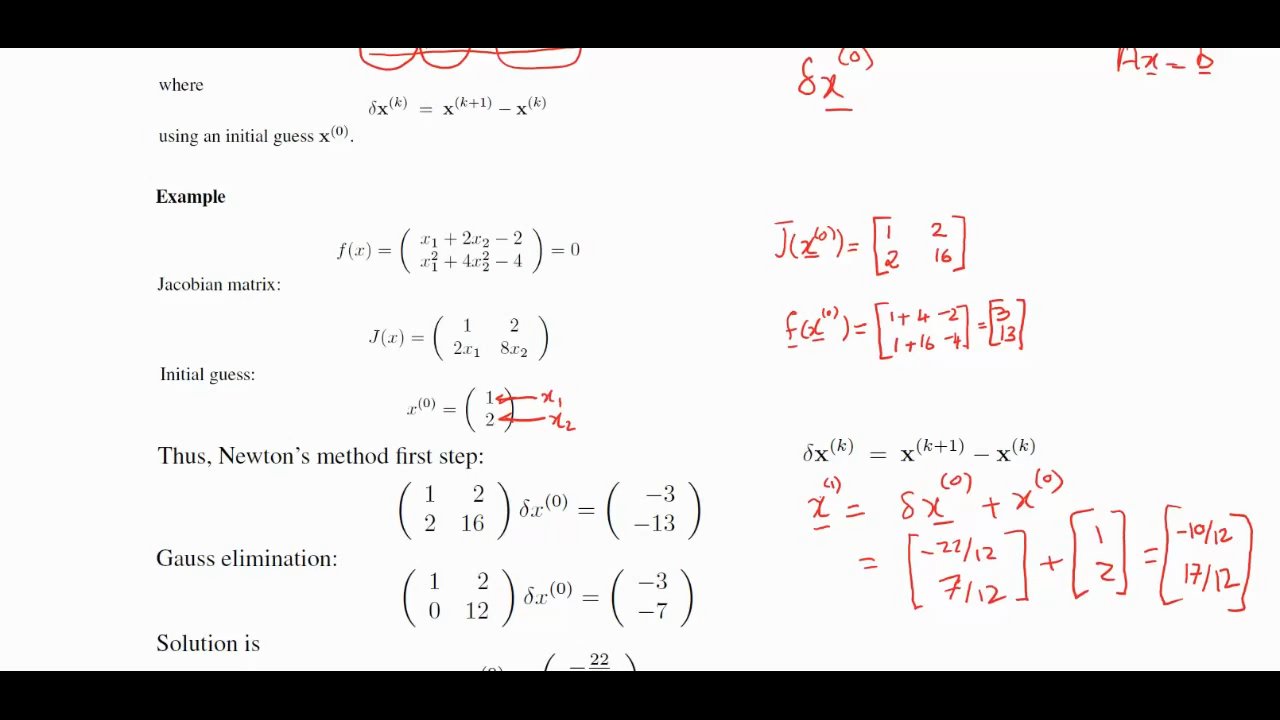 where
δx^(k) = x^(k+1) − x^(k)
using an initial guess x^(0).
Example
f(x) = ( x₁ + 2x₂ − 2
x₁² + 4x₂² − 4 ) = 0
Jacobian matrix:
J(x) = ( 1 2
2x₁ 8x₂ )
Initial guess:
x^(0) = ( 1 ← x₁
2 ← x₂ )
Thus, Newton's method first step:
( 1 2
2 16 ) δx^(0) = ( −3
−13 )
Gauss elimination:
( 1 2
0 12 ) δx^(0) = ( −3
−7 )
Solution is
22
δx^(0)
Ax = b
J(x^(0)) = [ 1 2
2 16 ]
f(x^(0)) = [ 1+4−2
1+16−4 ] = [ 3
13 ]
δx^(k) = x^(k+1) − x^(k)
x^(1) = δx^(0) + x^(0)
= [ −22/12
7/12 ] + [ 1
2 ] = [ −10/12
17/12 ]